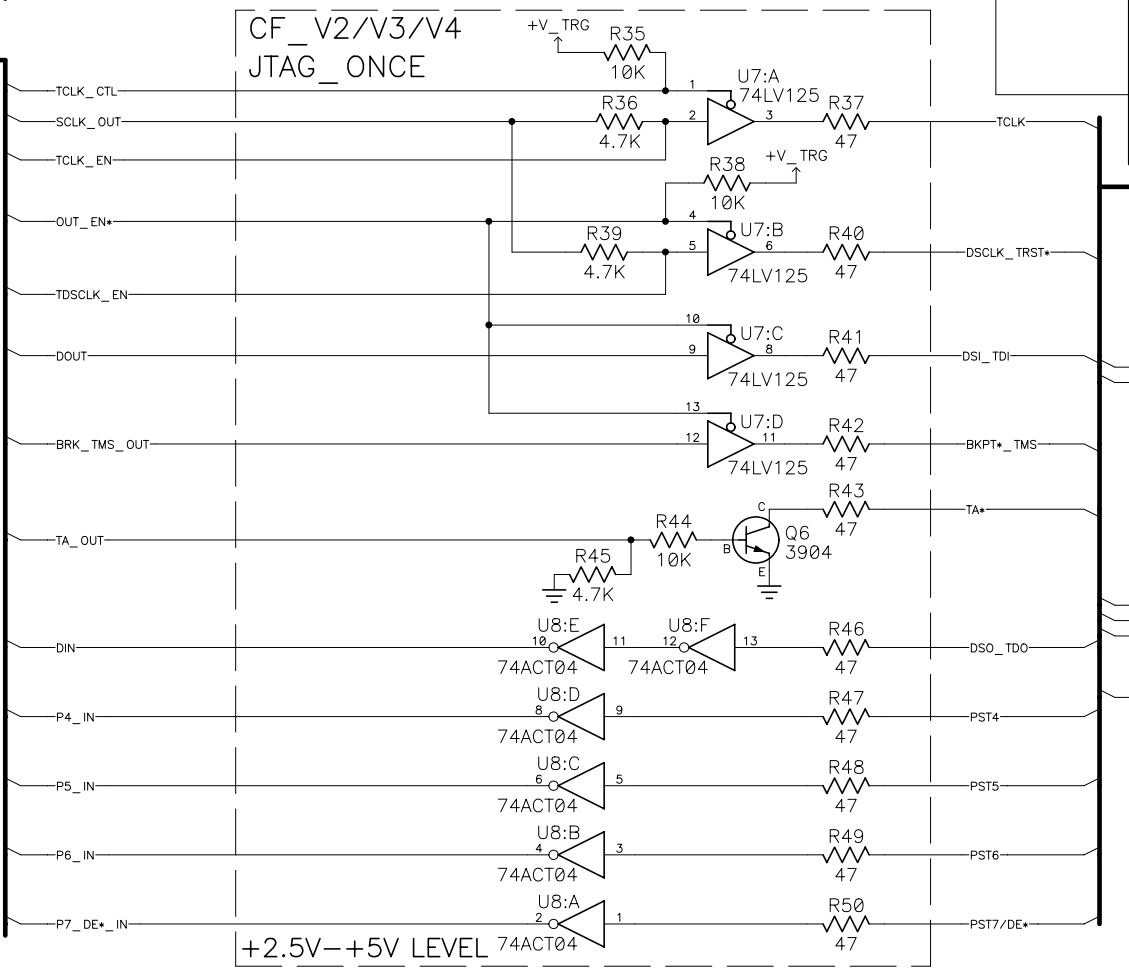 CF_V2/V3/V4
JTAG_ONCE
+V_TRG
R35
10K
TCLK_CTL
1
U7:A
74LV125
SCLK_OUT
R36
4.7K
2
3
R37
47
TCLK
TCLK_EN
R38
10K
+V_TRG
OUT_EN*
4
U7:B
R39
4.7K
5
6
74LV125
R40
47
DSCLK_TRST*
TDSCLK_EN
10
U7:C
DOUT
9
8
74LV125
R41
47
DSI_TDI
13
U7:D
BRK_TMS_OUT
12
11
74LV125
R42
47
BKPT*_TMS
R43
47
TA*
TA_OUT
R44
10K
C
B
E
Q6
3904
R45
4.7K
DIN
U8:E
10
11
74ACT04
U8:F
12
13
74ACT04
R46
47
DSO_TDO
P4_IN
U8:D
8
9
74ACT04
R47
47
PST4
P5_IN
U8:C
6
5
74ACT04
R48
47
PST5
P6_IN
U8:B
4
3
74ACT04
R49
47
PST6
P7_DE*_IN
U8:A
2
1
74ACT04
R50
47
PST7/DE*
+2.5V-+5V LEVEL